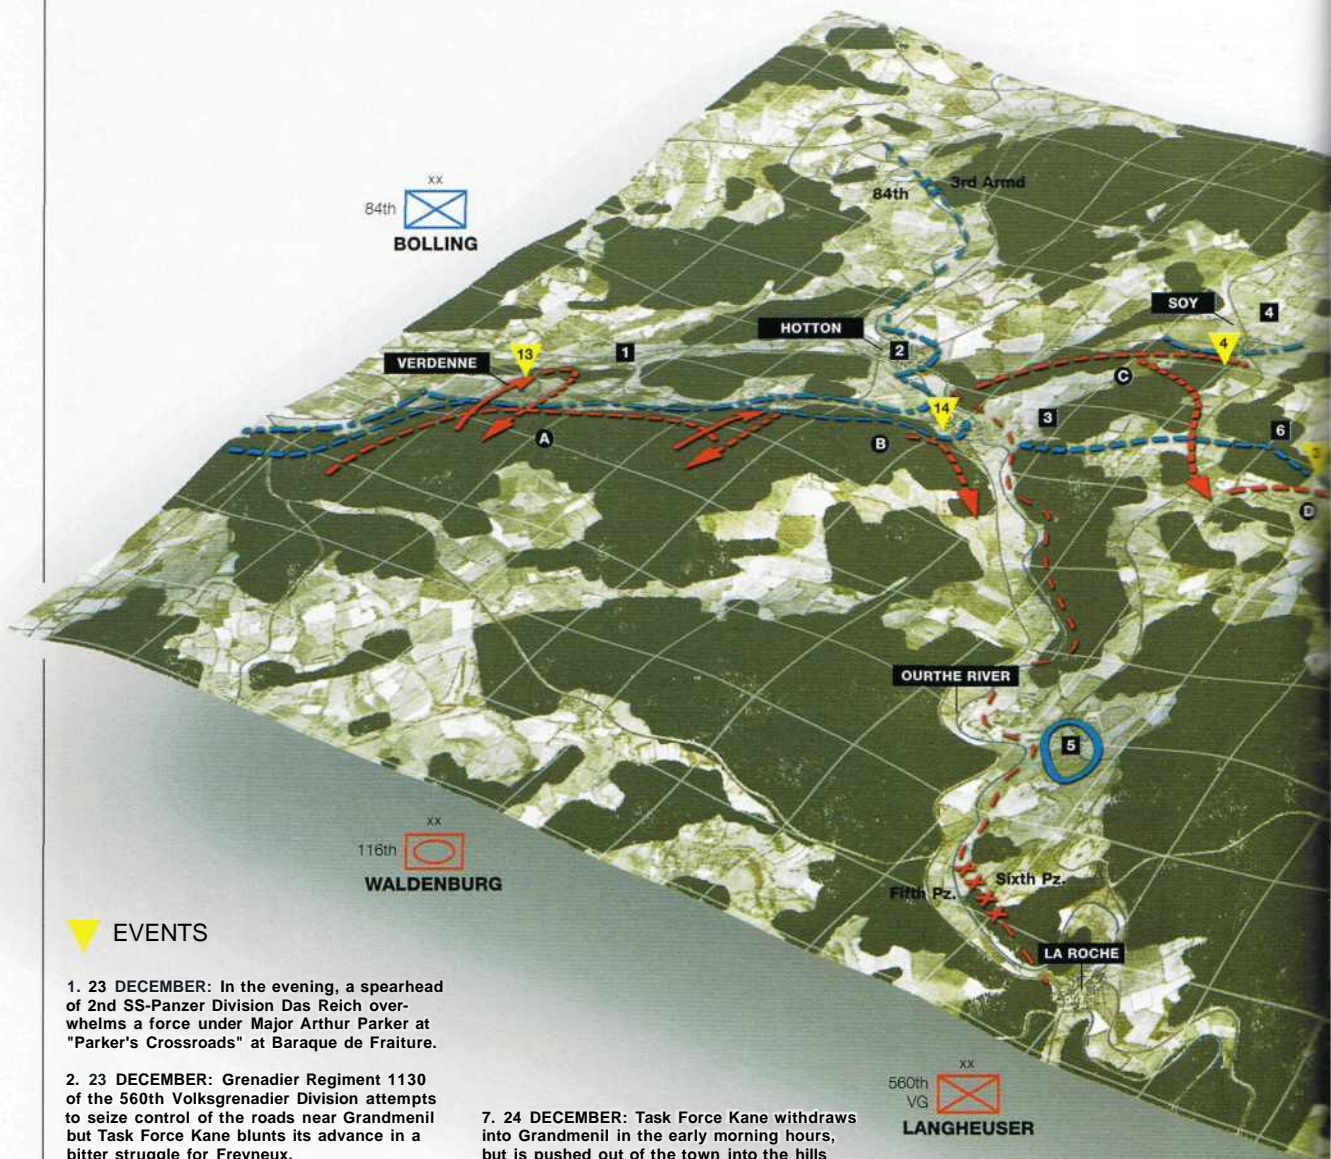 xx
84th
BOLLING
84th
3rd Armd
SOY
4
HOTTON
2
4
VERDENNE
13
1
C
14
3
6
A
B
D
OURTHE RIVER
5
xx
116th
WALDENBURG
Sixth Pz.
Fifth Pz.
LA ROCHE
EVENTS
1. 23 DECEMBER: In the evening, a spearhead
of 2nd SS-Panzer Division Das Reich over-
whelms a force under Major Arthur Parker at
"Parker's Crossroads" at Baraque de Fraiture.
2. 23 DECEMBER: Grenadier Regiment 1130
of the 560th Volksgrenadier Division attempts
to seize control of the roads near Grandmenil
but Task Force Kane blunts its advance in a
bitter struggle for Freyneux.
xx
560th
VG
LANGHEUSER
7. 24 DECEMBER: Task Force Kane withdraws
into Grandmenil in the early morning hours,
but is pushed out of the town into the hills